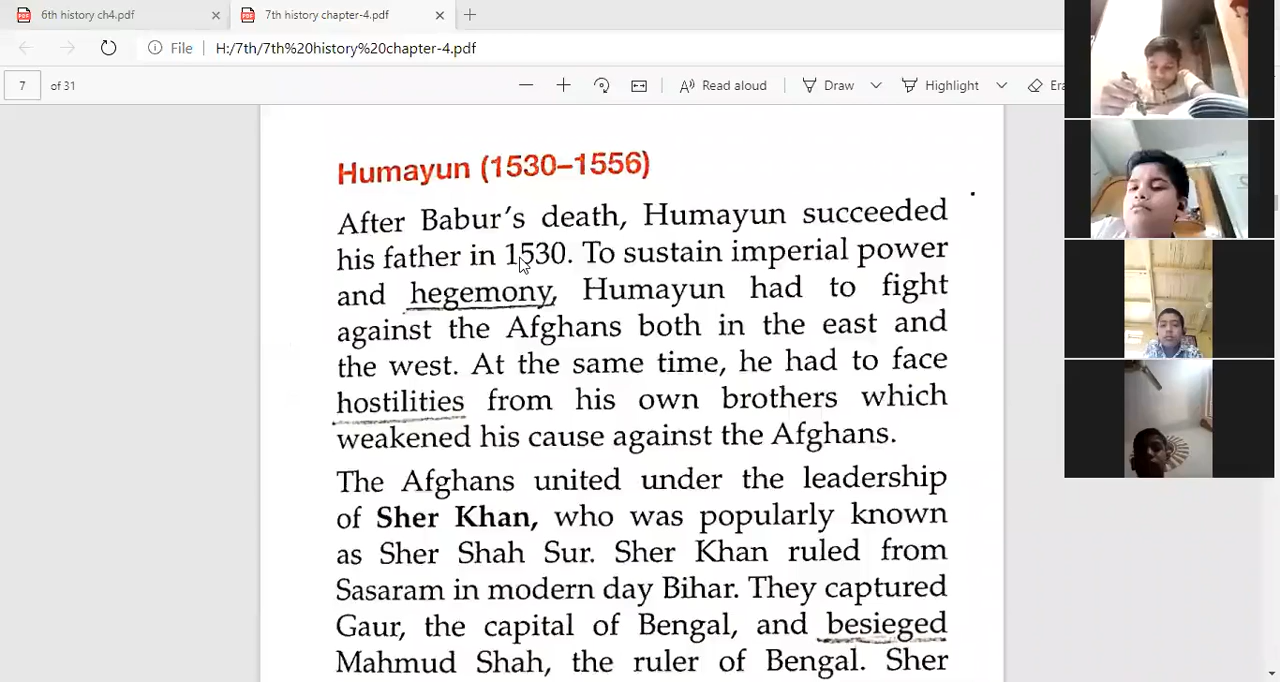 6th history ch4.pdf
7th history chapter-4.pdf
File
H:/7th/7th%20history%20chapter-4.pdf
7 of 31
Read aloud
Draw
Highlight
Era
Humayun (1530–1556)
After Babur's death, Humayun succeeded
his father in 1530. To sustain imperial power
and hegemony, Humayun had to fight
against the Afghans both in the east and
the west. At the same time, he had to face
hostilities from his own brothers which
weakened his cause against the Afghans.
The Afghans united under the leadership
of Sher Khan, who was popularly known
as Sher Shah Sur. Sher Khan ruled from
Sasaram in modern day Bihar. They captured
Gaur, the capital of Bengal, and besieged
Mahmud Shah, the ruler of Bengal. Sher